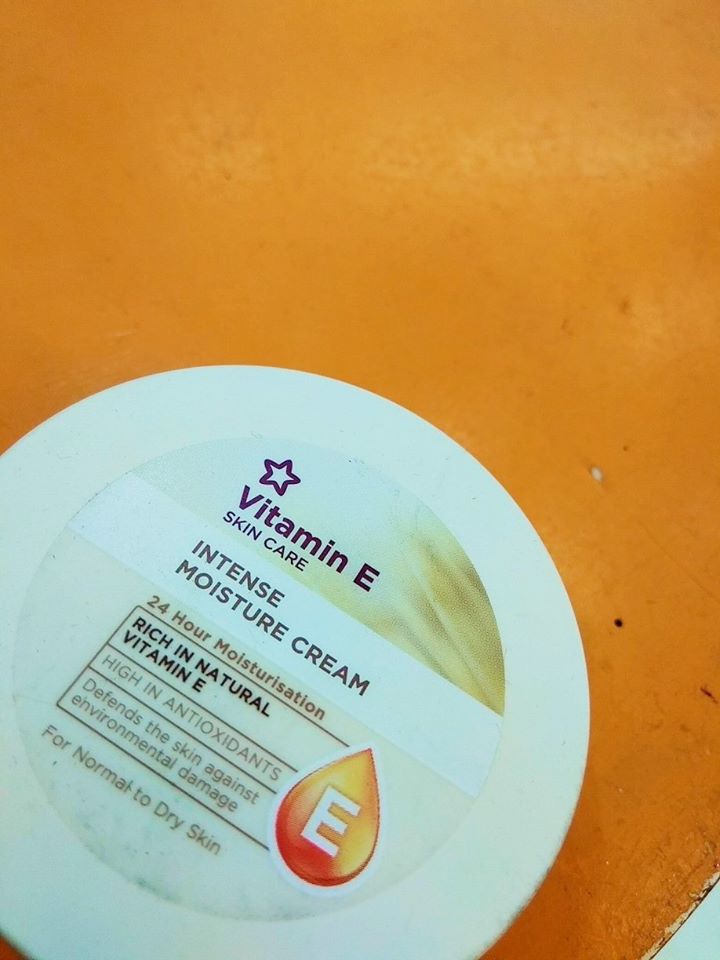 Vitamin E
SKIN CARE
INTENSE
MOISTURE CREAM
24 Hour Moisturisation
RICH IN NATURAL
VITAMIN E
HIGH IN ANTIOXIDANTS
Defends the skin against
environmental damage
For Normal to Dry Skin
E